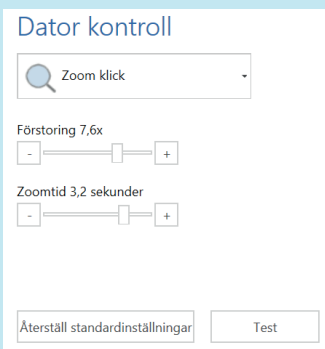 Dator kontroll
Zoom klick
Förstoring 7,6x
- +
Zoomtid 3,2 sekunder
- +
Återställ standardinställningar Test